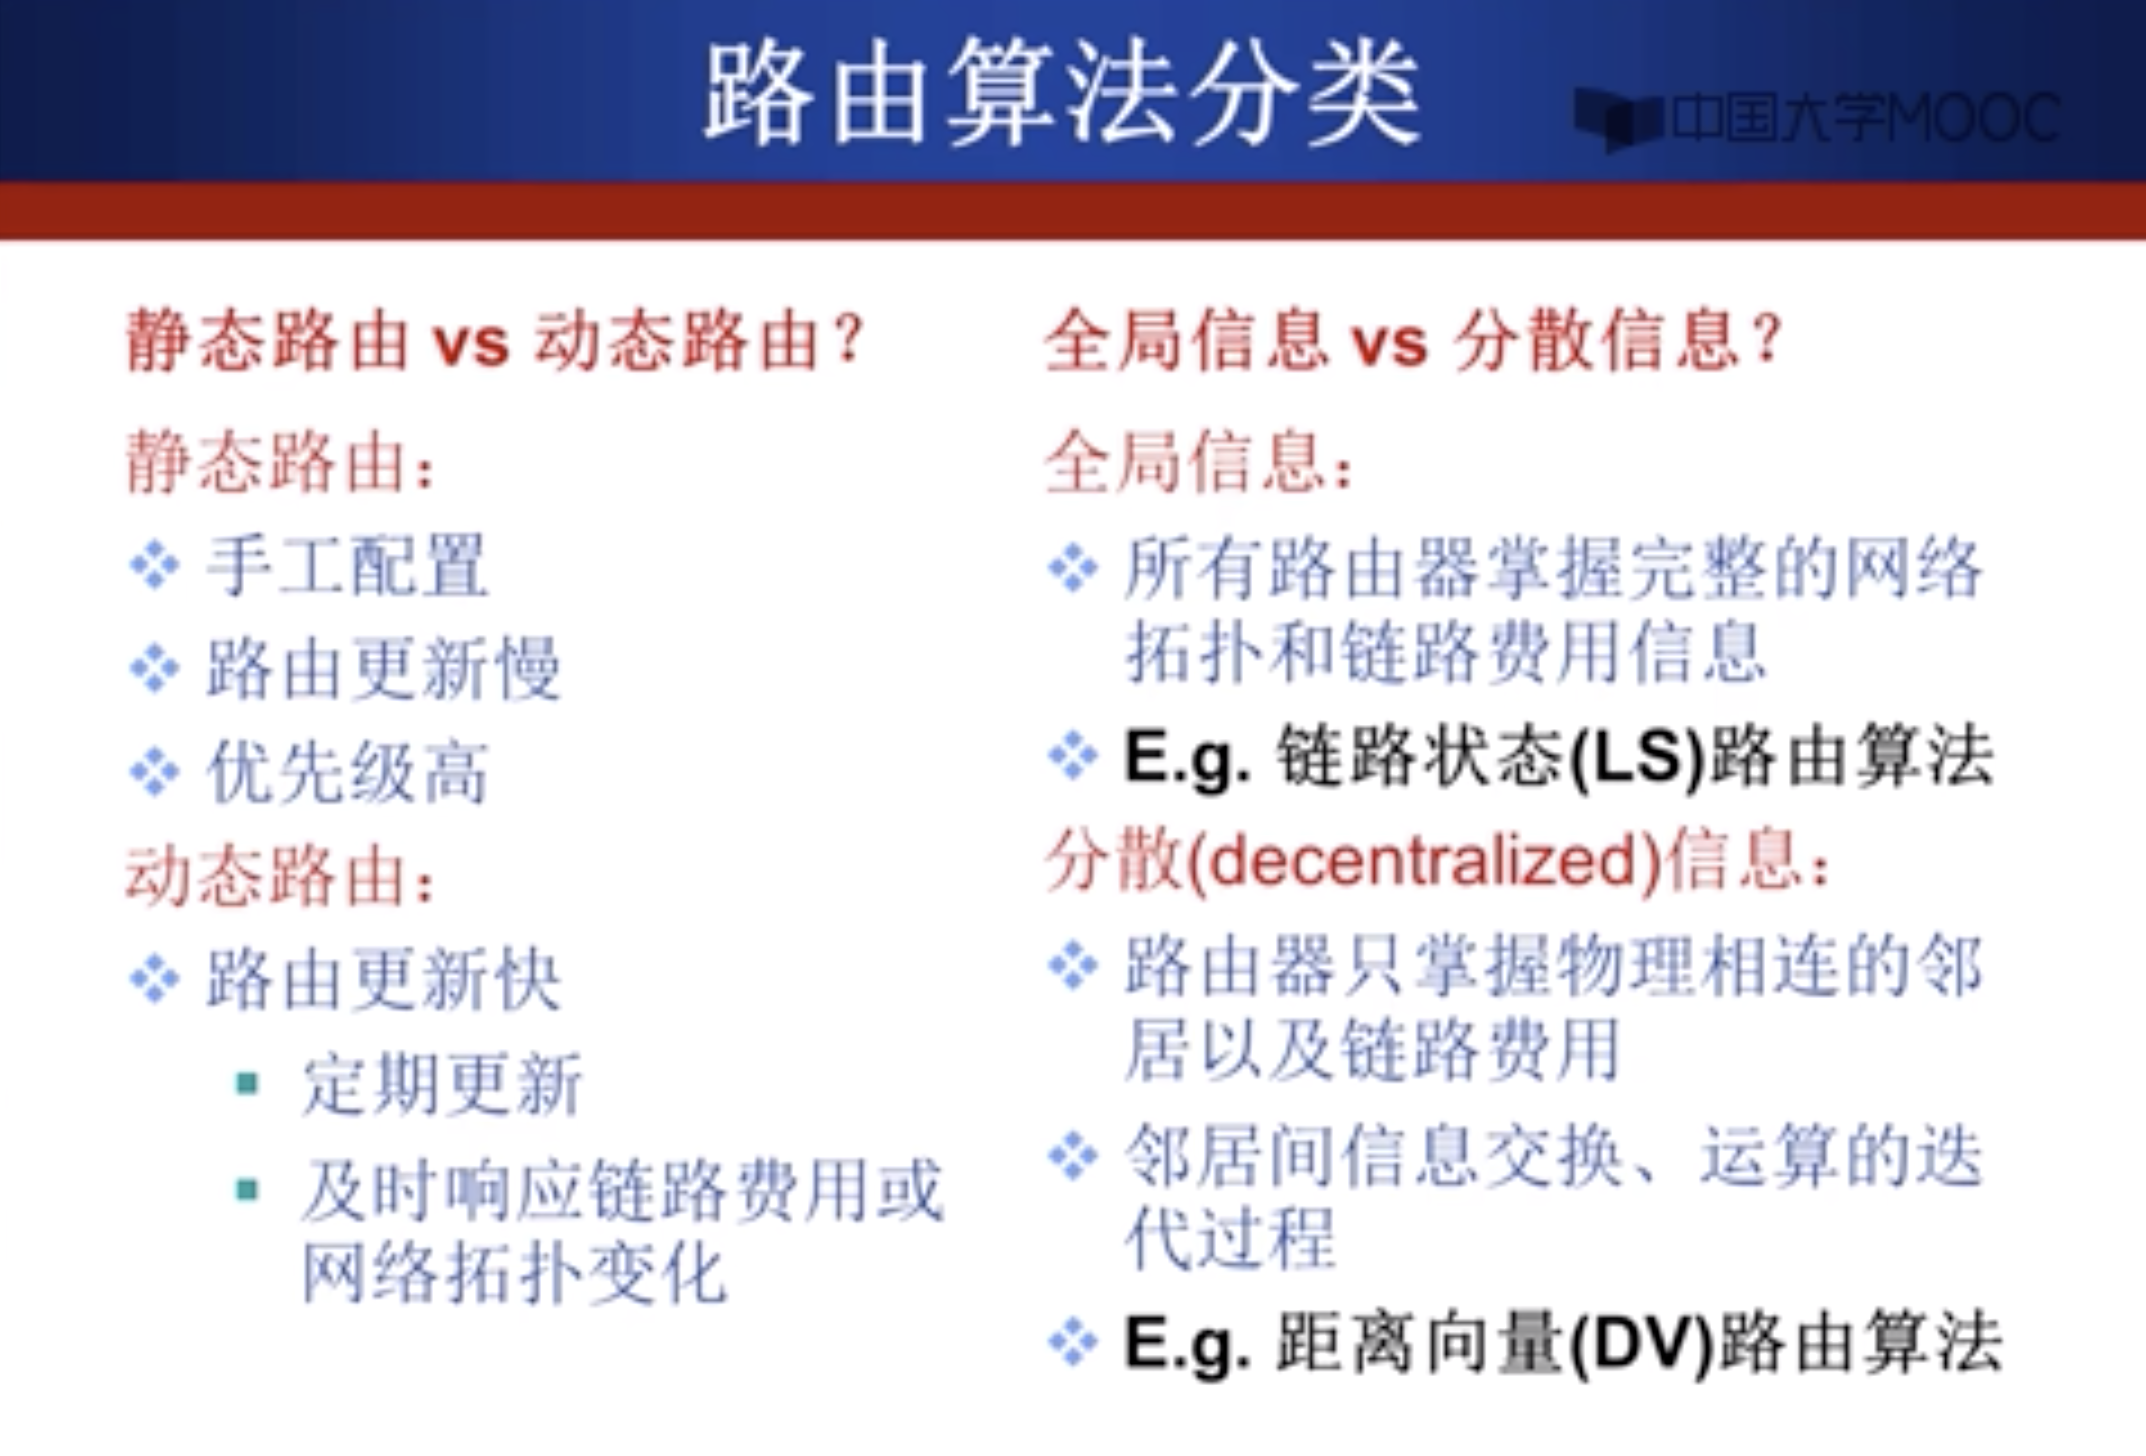 路由算法分类
中国大学MOOC
静态路由 vs 动态路由？
静态路由：
手工配置
路由更新慢
优先级高
动态路由：
路由更新快
定期更新
及时响应链路费用或
网络拓扑变化
全局信息 vs 分散信息？
全局信息：
所有路由器掌握完整的网络
拓扑和链路费用信息
E.g. 链路状态(LS)路由算法
分散(decentralized)信息：
路由器只掌握物理相连的邻
居以及链路费用
邻居间信息交换、运算的迭
代过程
E.g. 距离向量(DV)路由算法